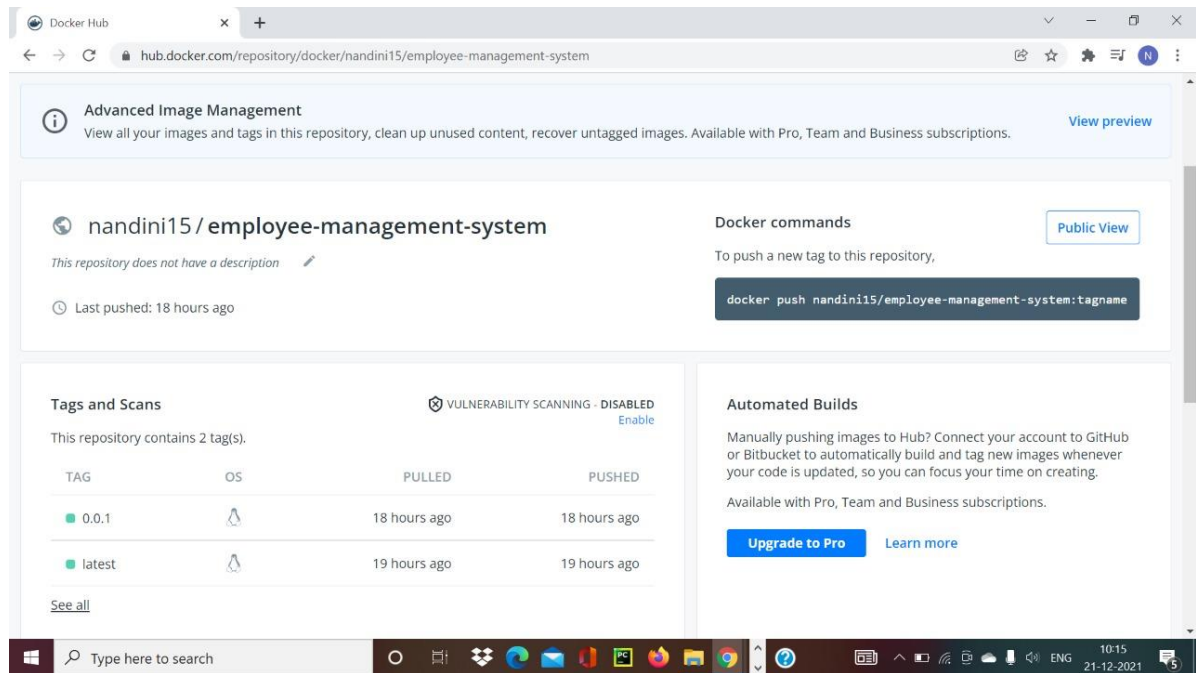 Docker Hub
hub.docker.com/repository/docker/nandini15/employee-management-system
N
Advanced Image Management
View all your images and tags in this repository, clean up unused content, recover untagged images. Available with Pro, Team and Business subscriptions.
View preview
nandini15 / employee-management-system
This repository does not have a description
Last pushed: 18 hours ago
Docker commands
Public View
To push a new tag to this repository,
docker push nandini15/employee-management-system:tagname
Tags and Scans
VULNERABILITY SCANNING - DISABLED
Enable
This repository contains 2 tag(s).
TAG OS PULLED PUSHED
0.0.1 18 hours ago 18 hours ago
latest 19 hours ago 19 hours ago
See all
Automated Builds
Manually pushing images to Hub? Connect your account to GitHub
or Bitbucket to automatically build and tag new images whenever
your code is updated, so you can focus your time on creating.
Available with Pro, Team and Business subscriptions.
Upgrade to Pro Learn more
Type here to search
PC
ENG
10:15
21-12-2021
5